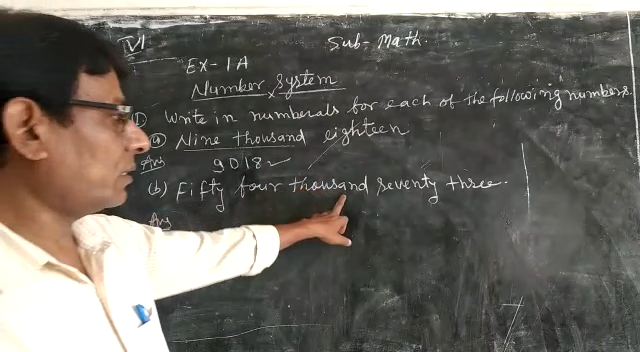 VI
Sub- Math.
EX-1A
Number System
① Write in numerals for each of the following numbers
(a) Nine thousand eighteen
Ans 9018
(b) Fifty four thousand seventy three.
Ans